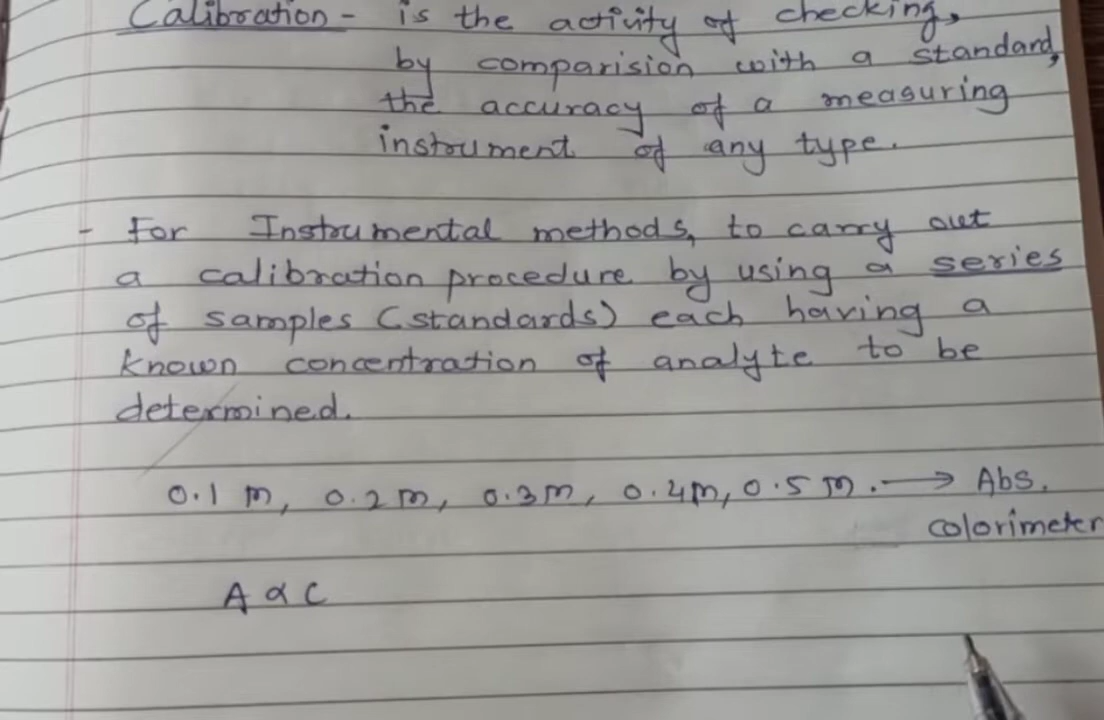 Calibration - is the activity of checking,
by comparision with a standard,
the accuracy of a measuring
instrument of any type.
- For Instrumental methods, to carry out
a calibration procedure by using a series
of samples (standards) each having a
known concentration of analyte to be
determined.
0.1 m, 0.2 m, 0.3 m, 0.4 m, 0.5 m. → Abs.
colorimeter
A ∝ C